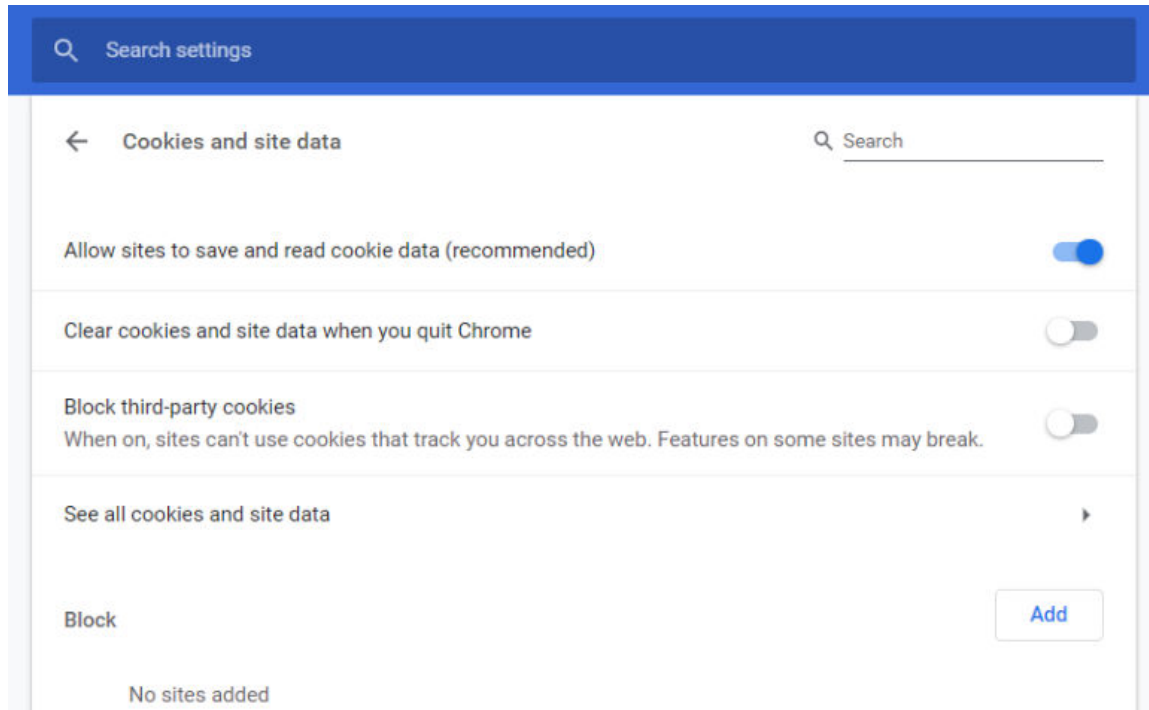 Search settings
Cookies and site data
Search
Allow sites to save and read cookie data (recommended)
Clear cookies and site data when you quit Chrome
Block third-party cookies
When on, sites can't use cookies that track you across the web. Features on some sites may break.
See all cookies and site data
Block
Add
No sites added